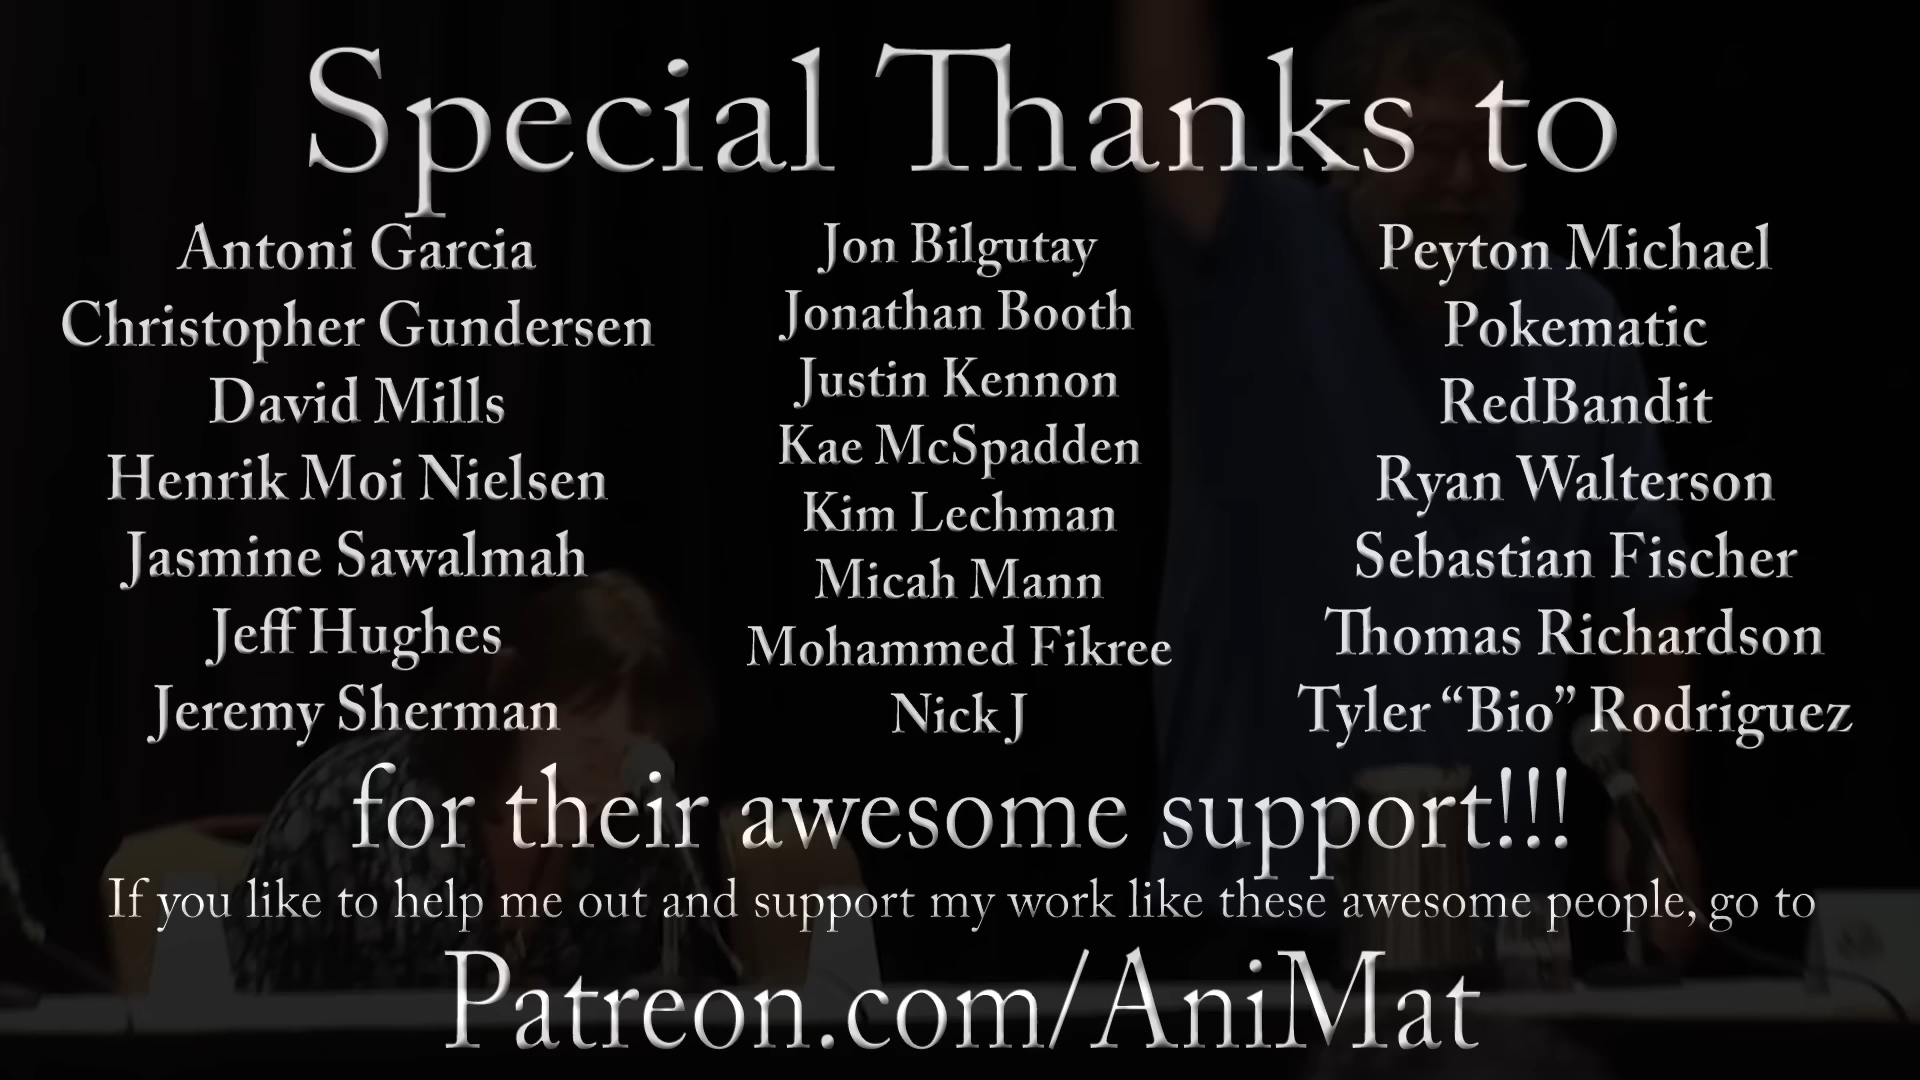 Special Thanks to
Antoni Garcia
Christopher Gundersen
David Mills
Henrik Moi Nielsen
Jasmine Sawalmah
Jeff Hughes
Jeremy Sherman
Jon Bilgutay
Jonathan Booth
Justin Kennon
Kae McSpadden
Kim Lechman
Micah Mann
Mohammed Fikree
Nick J
Peyton Michael
Pokematic
RedBandit
Ryan Walterson
Sebastian Fischer
Thomas Richardson
Tyler “Bio” Rodriguez
for their awesome support!!!
If you like to help me out and support my work like these awesome people, go to
Patreon.com/AniMat